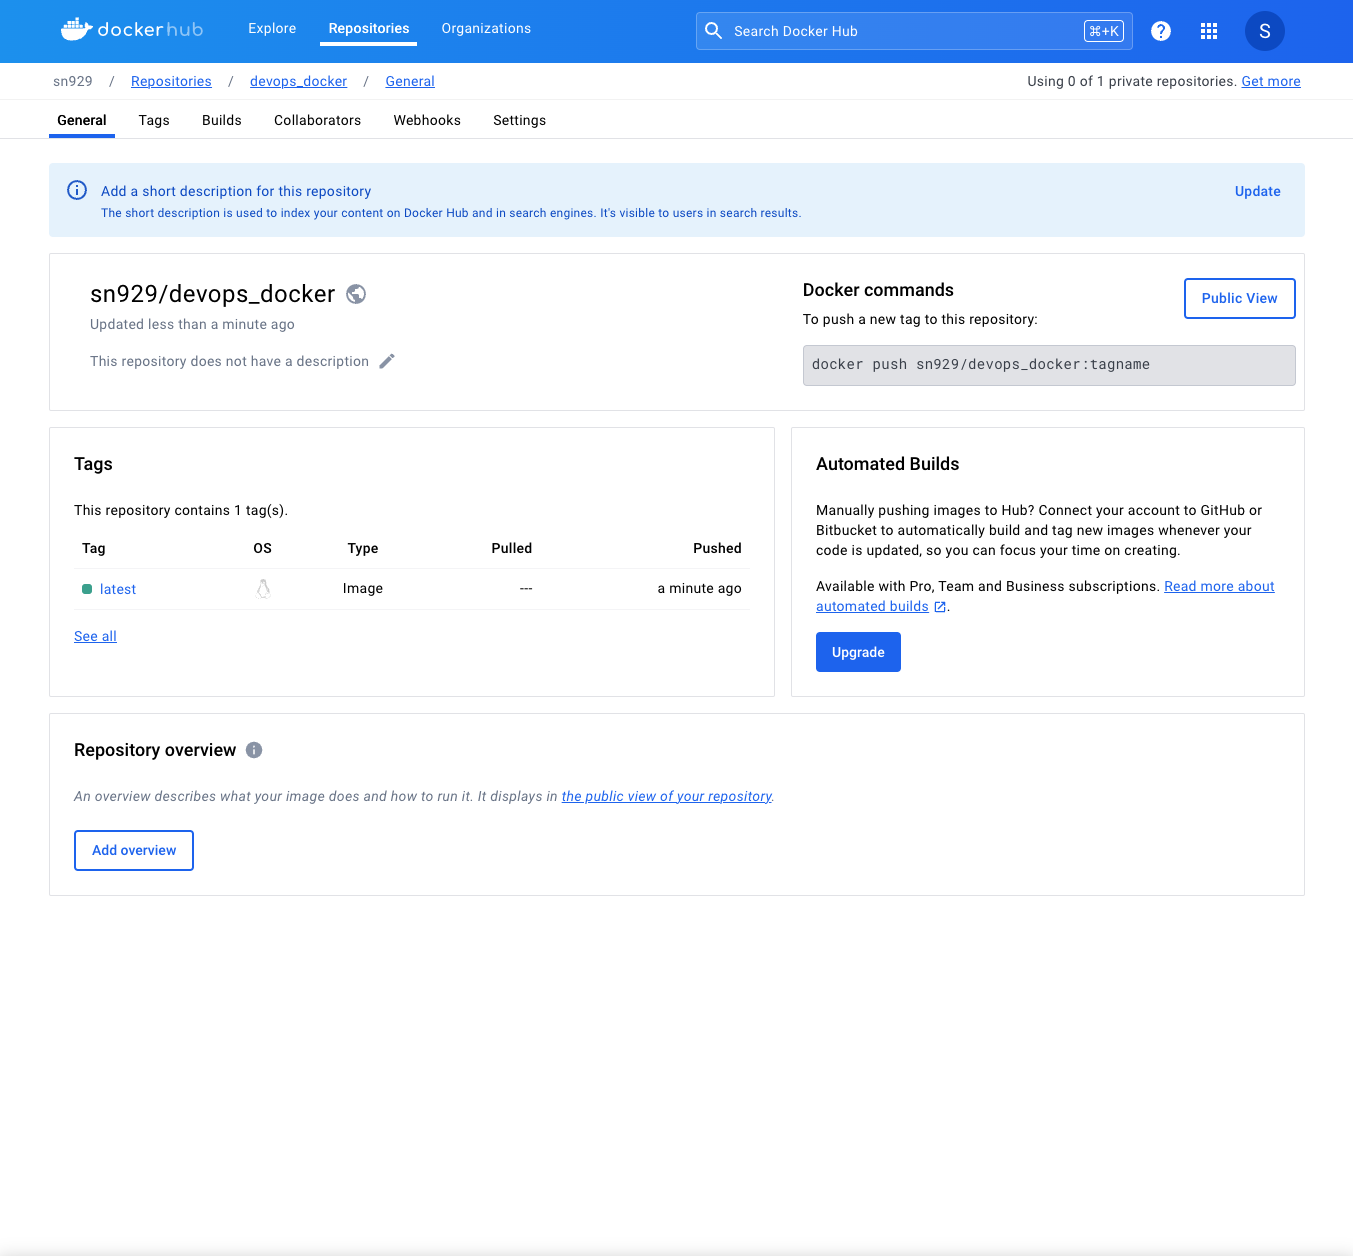 dockerhub Explore Repositories Organizations Search Docker Hub ⌘+K S
sn929 / Repositories / devops_docker / General Using 0 of 1 private repositories. Get more
General Tags Builds Collaborators Webhooks Settings
Add a short description for this repository Update
The short description is used to index your content on Docker Hub and in search engines. It's visible to users in search results.
sn929/devops_docker
Updated less than a minute ago
This repository does not have a description
Docker commands
Public View
To push a new tag to this repository:
docker push sn929/devops_docker:tagname
Tags
This repository contains 1 tag(s).
Tag OS Type Pulled Pushed
latest Image --- a minute ago
See all
Automated Builds
Manually pushing images to Hub? Connect your account to GitHub or
Bitbucket to automatically build and tag new images whenever your
code is updated, so you can focus your time on creating.
Available with Pro, Team and Business subscriptions. Read more about
automated builds .
Upgrade
Repository overview
An overview describes what your image does and how to run it. It displays in the public view of your repository.
Add overview